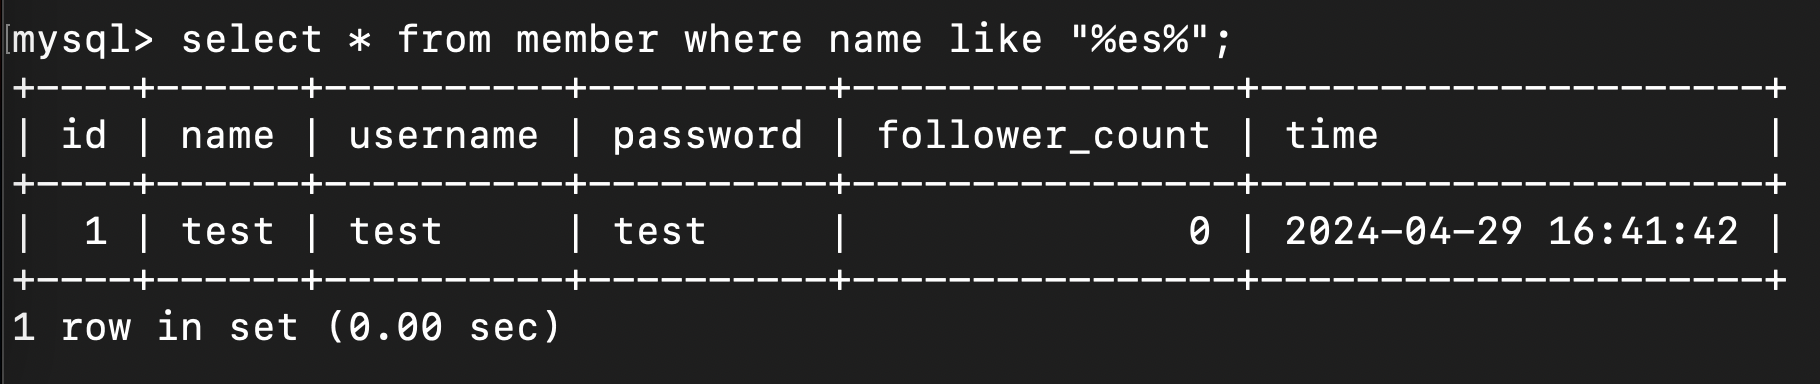 mysql> select * from member where name like "%es%";
+----+------+----------+----------+----------------+---------------------+
| id | name | username | password | follower_count | time                |
+----+------+----------+----------+----------------+---------------------+
|  1 | test | test     | test     |              0 | 2024-04-29 16:41:42 |
+----+------+----------+----------+----------------+---------------------+
1 row in set (0.00 sec)